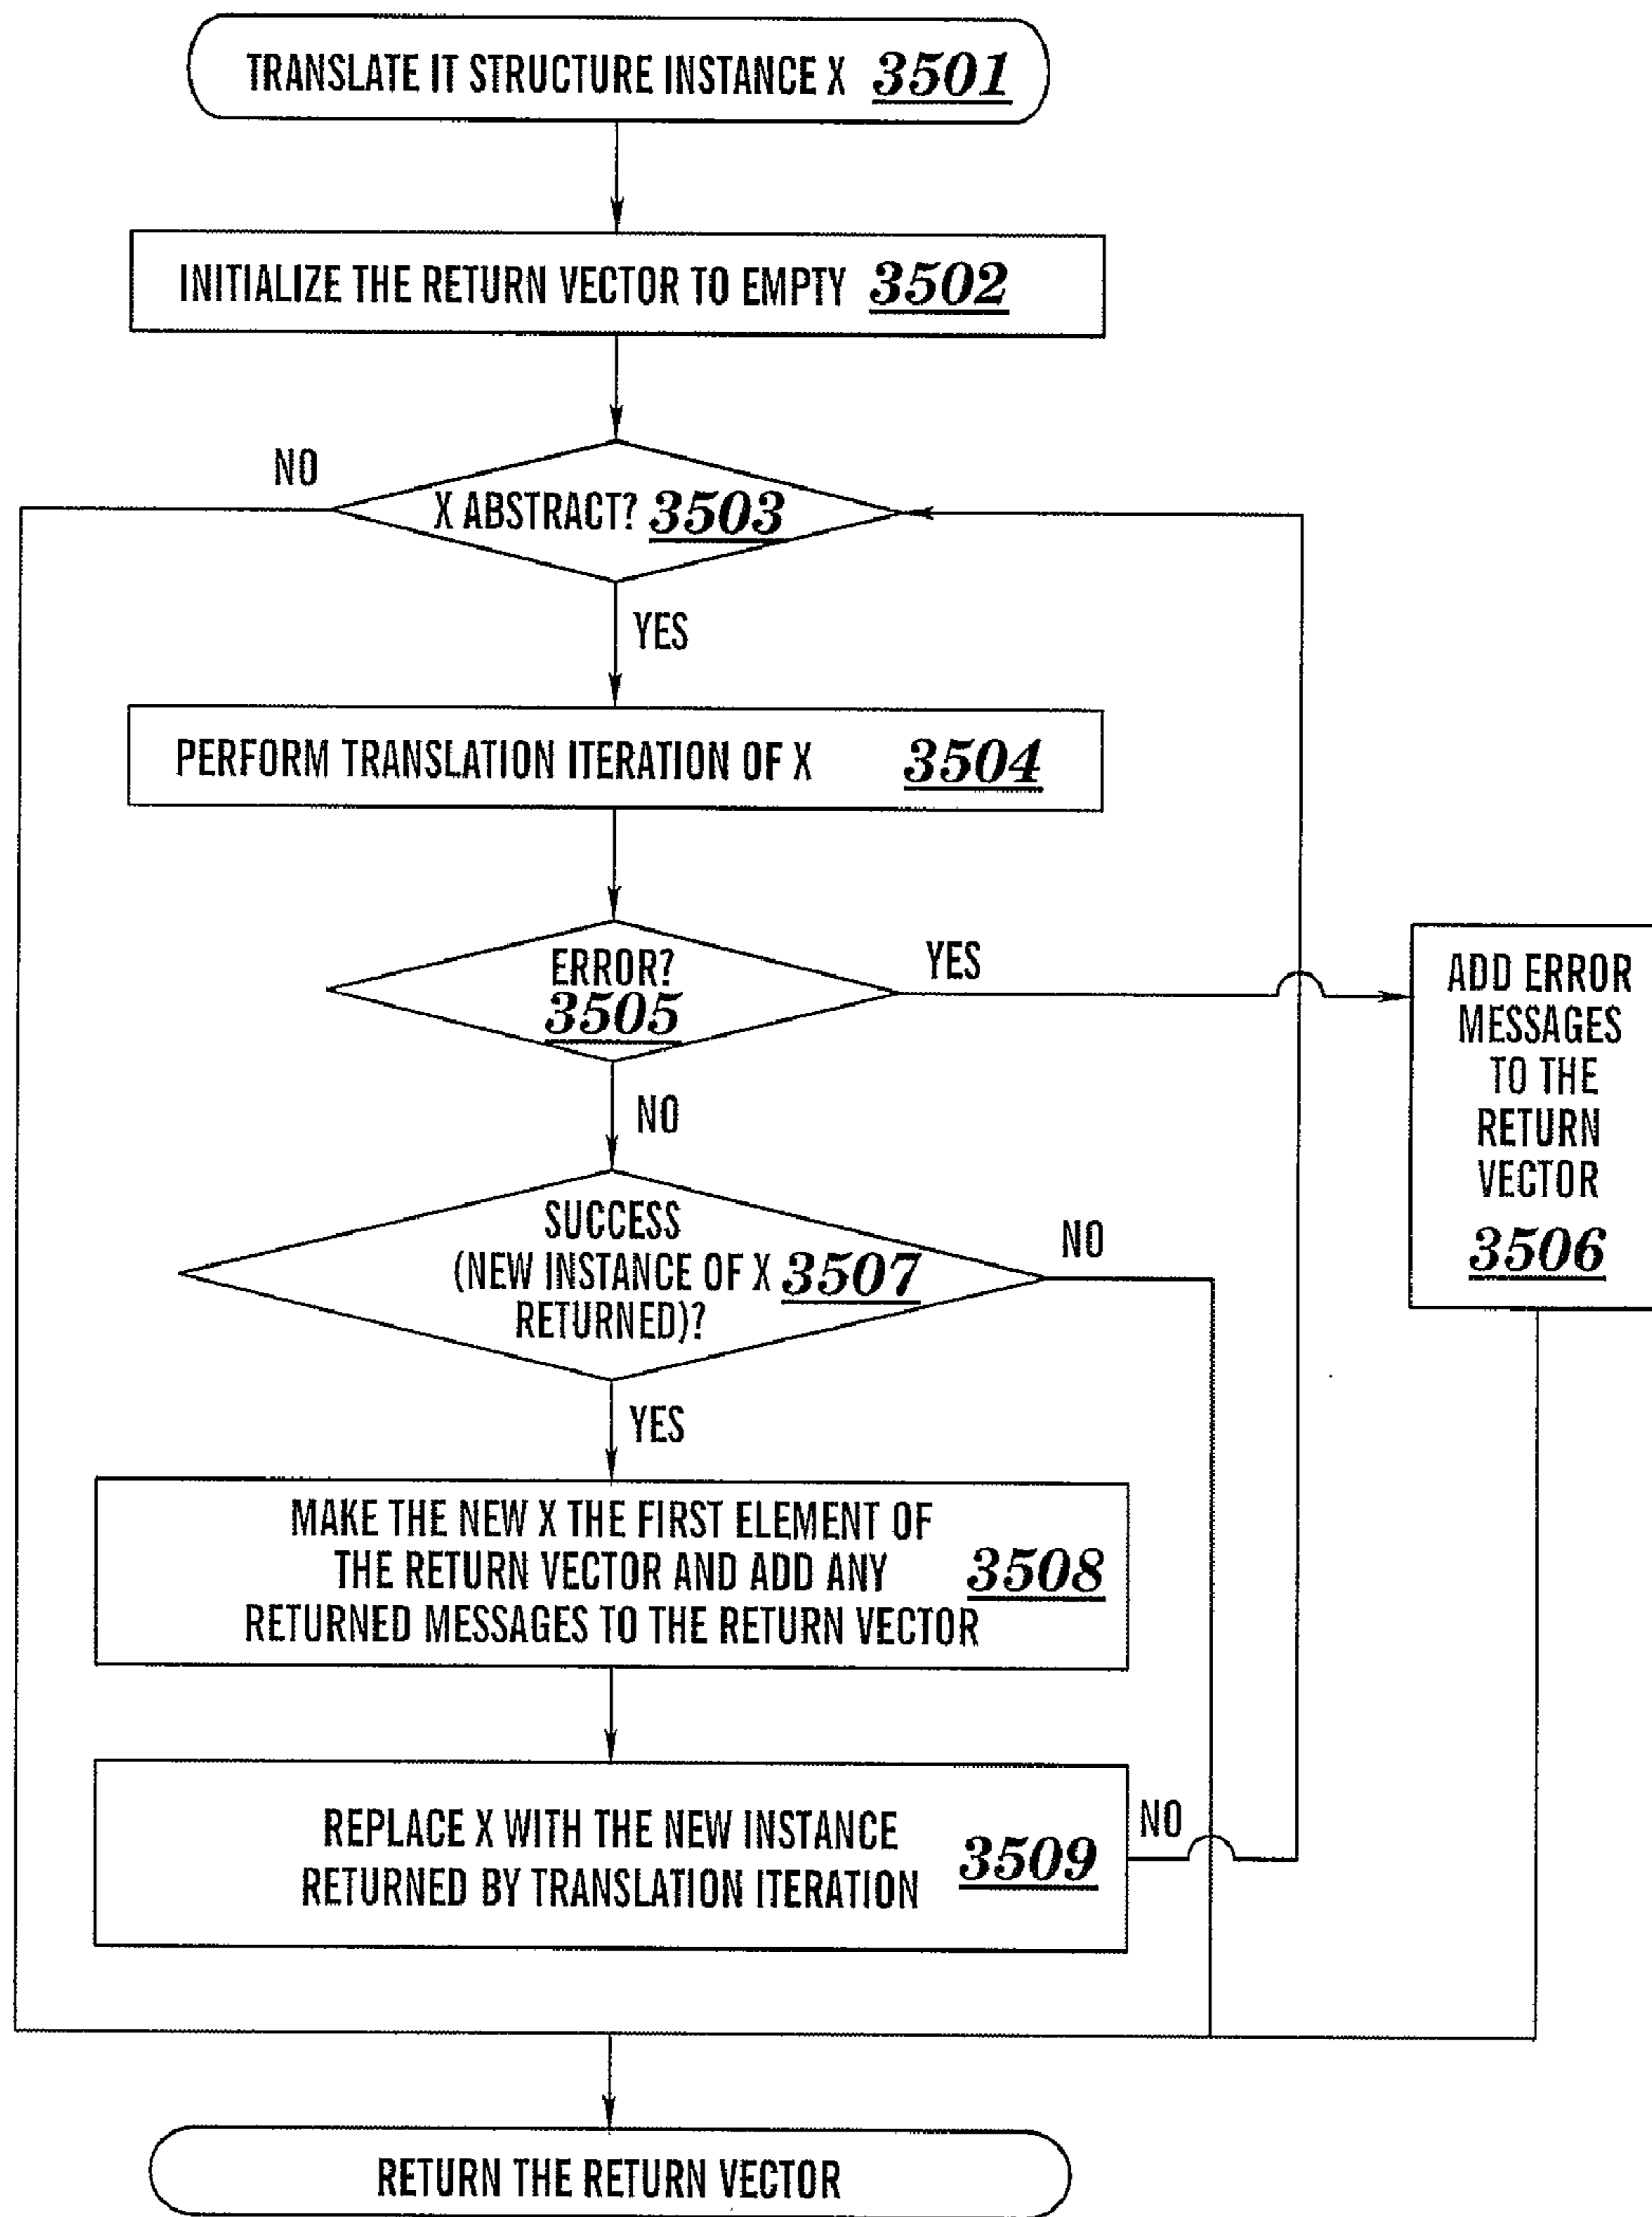 TRANSLATE IT STRUCTURE INSTANCE X 3501
INITIALIZE THE RETURN VECTOR TO EMPTY 3502
NO
X ABSTRACT? 3503
YES
PERFORM TRANSLATION ITERATION OF X 3504
ERROR?
3505
YES
NO
ADD ERROR
MESSAGES
TO THE
RETURN
VECTOR
3506
SUCCESS
(NEW INSTANCE OF X 3507
RETURNED)?
NO
YES
MAKE THE NEW X THE FIRST ELEMENT OF
THE RETURN VECTOR AND ADD ANY 3508
RETURNED MESSAGES TO THE RETURN VECTOR
REPLACE X WITH THE NEW INSTANCE
RETURNED BY TRANSLATION ITERATION 3509
NO
RETURN THE RETURN VECTOR